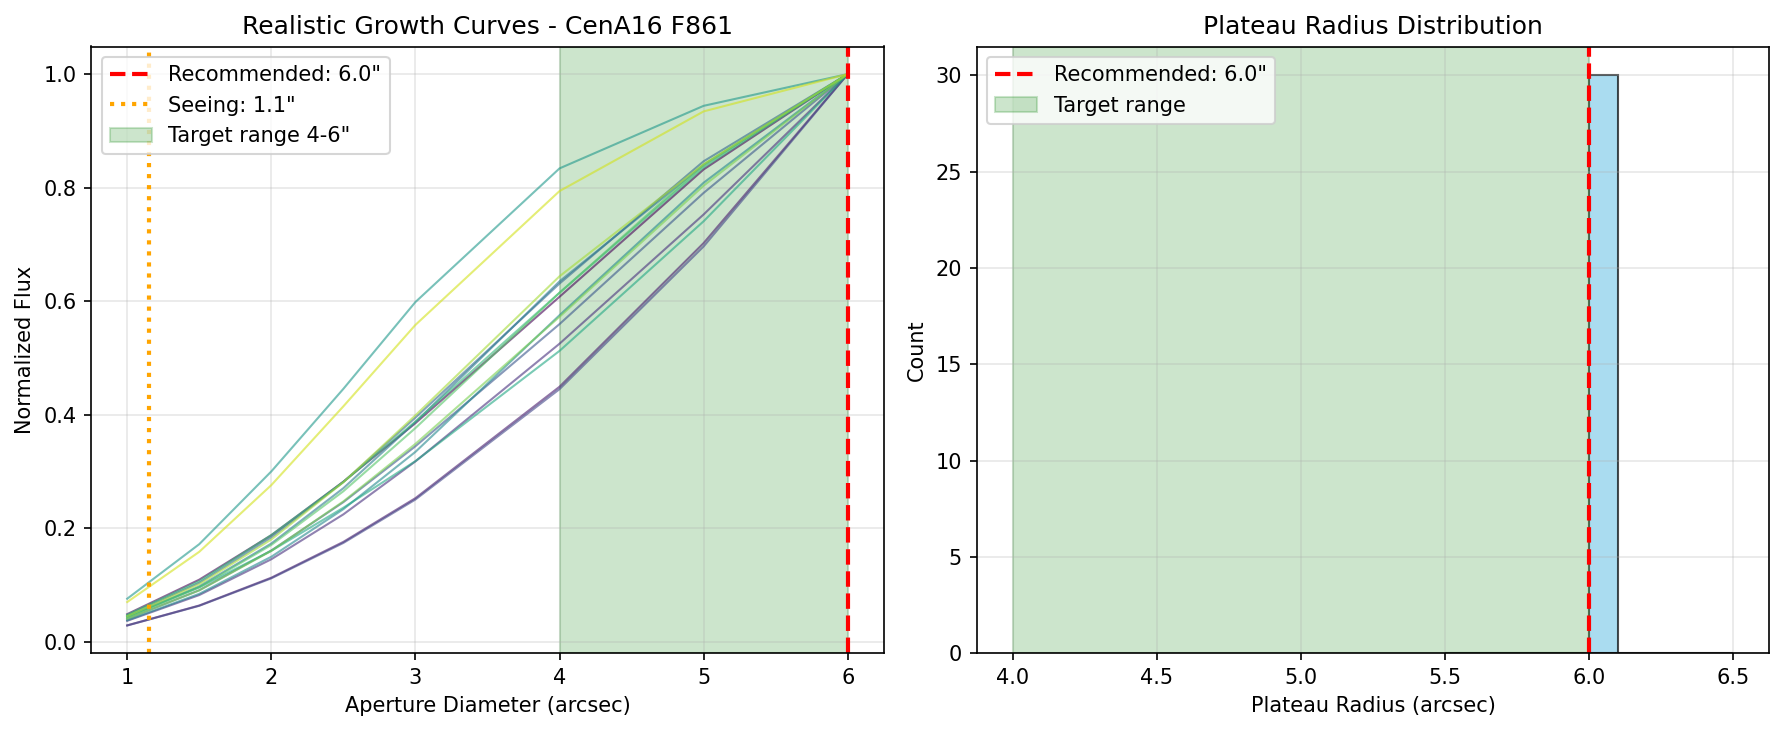 Realistic Growth Curves - CenA16 F861
Recommended: 6.0"
Seeing: 1.1"
Target range 4-6"
1.0
0.8
0.6
0.4
0.2
0.0
Normalized Flux
1 2 3 4 5 6
Aperture Diameter (arcsec)
Plateau Radius Distribution
Recommended: 6.0"
Target range
30
25
20
15
10
5
0
Count
4.0 4.5 5.0 5.5 6.0 6.5
Plateau Radius (arcsec)